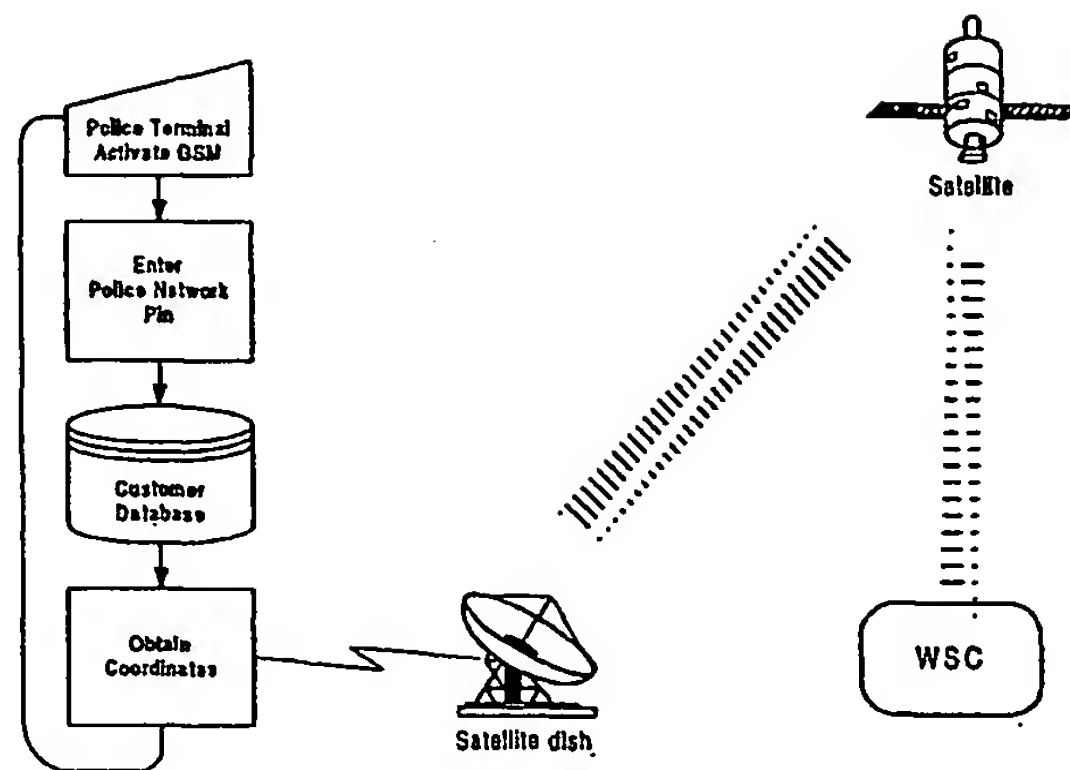 Police Terminal
Activate GSM
Enter
Police Network
Pin
Customer
Database
Obtain
Coordinates
Satellite dish
Satellite
WSC